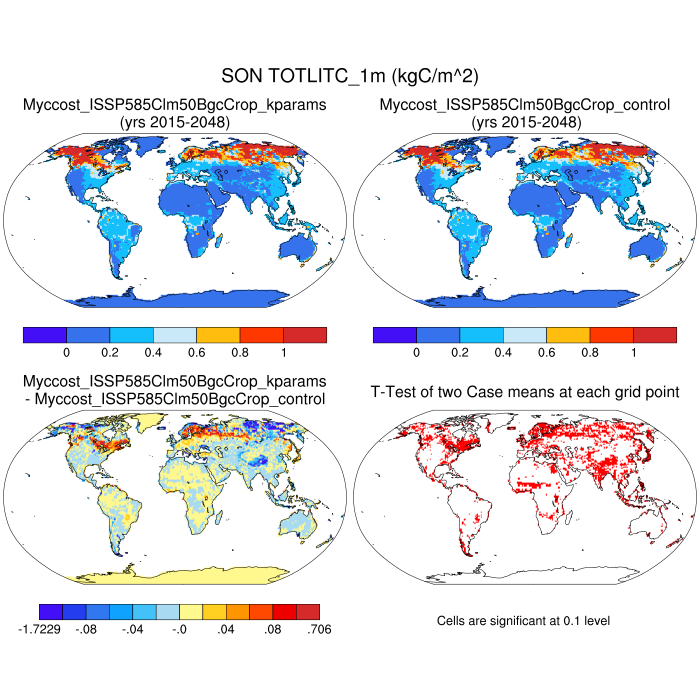 SON TOTLITC_1m (kgC/m^2)
Myccost_ISSP585Clm50BgcCrop_kparams
(yrs 2015-2048)
Myccost_ISSP585Clm50BgcCrop_control
(yrs 2015-2048)
0 0.2 0.4 0.6 0.8 1
0 0.2 0.4 0.6 0.8 1
Myccost_ISSP585Clm50BgcCrop_kparams
- Myccost_ISSP585Clm50BgcCrop_control
T-Test of two Case means at each grid point
-1.7229 -.08 -.04 -.0 .04 .08 .706
Cells are significant at 0.1 level